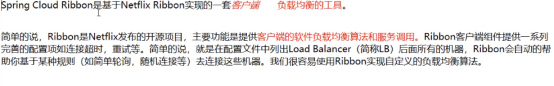 Spring Cloud Ribbon是基于Netflix Ribbon实现的一套客户端 负载均衡的工具。
简单的说，Ribbon是Netflix发布的开源项目，主要功能是提供客户端的软件负载均衡算法和服务调用。Ribbon客户端组件提供一系列
完善的配置项如连接超时，重试等。简单的说，就是在配置文件中列出Load Balancer（简称LB）后面所有的机器，Ribbon会自动的帮
助你基于某种规则（如简单轮询，随机连接等）去连接这些机器。我们很容易使用Ribbon实现自定义的负载均衡算法。